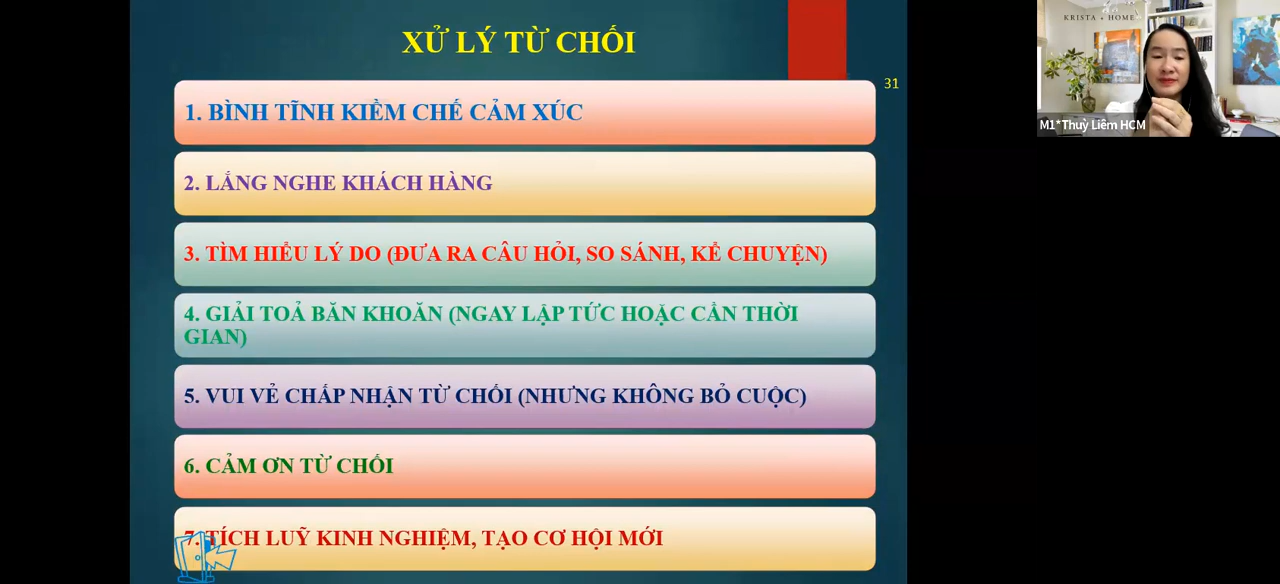 XỬ LÝ TỪ CHỐI
31
1. BÌNH TĨNH KIỀM CHẾ CẢM XÚC
2. LẮNG NGHE KHÁCH HÀNG
3. TÌM HIỂU LÝ DO (ĐƯA RA CÂU HỎI, SO SÁNH, KỂ CHUYỆN)
4. GIẢI TOẢ BĂN KHOĂN (NGAY LẬP TỨC HOẶC CẦN THỜI
GIAN)
5. VUI VẺ CHẤP NHẬN TỪ CHỐI (NHƯNG KHÔNG BỎ CUỘC)
6. CẢM ƠN TỪ CHỐI
7. TÍCH LUỸ KINH NGHIỆM, TẠO CƠ HỘI MỚI
KRISTA + HOME
M1*Thuỳ Liêm HCM